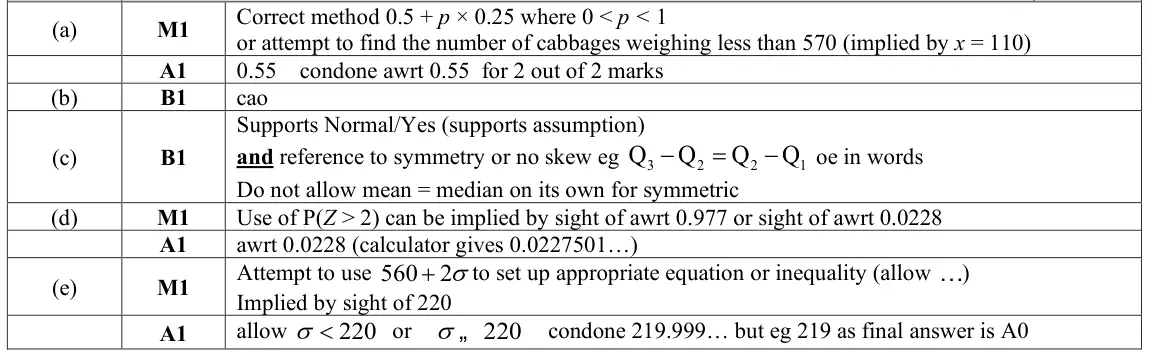 (a) M1 Correct method 0.5 + p × 0.25 where 0 < p < 1
or attempt to find the number of cabbages weighing less than 570 (implied by x = 110)
A1 0.55 condone awrt 0.55 for 2 out of 2 marks
(b) B1 cao
Supports Normal/Yes (supports assumption)
(c) B1 and reference to symmetry or no skew eg Q₃ − Q₂ = Q₂ − Q₁ oe in words
Do not allow mean = median on its own for symmetric
(d) M1 Use of P(Z > 2) can be implied by sight of awrt 0.977 or sight of awrt 0.0228
A1 awrt 0.0228 (calculator gives 0.0227501…)
(e) M1 Attempt to use 560 + 2σ to set up appropriate equation or inequality (allow …)
Implied by sight of 220
A1 allow σ < 220 or σ „ 220 condone 219.999… but eg 219 as final answer is A0